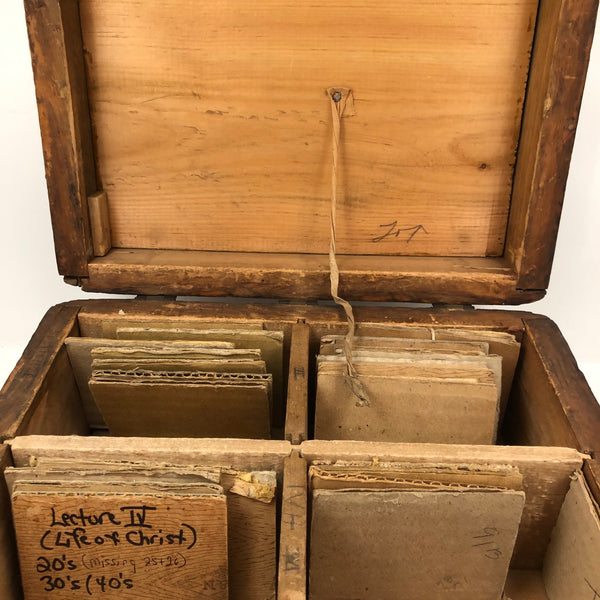 Lecture IV
(Life of Christ)
20's (missing 25+26)
30's / 40's